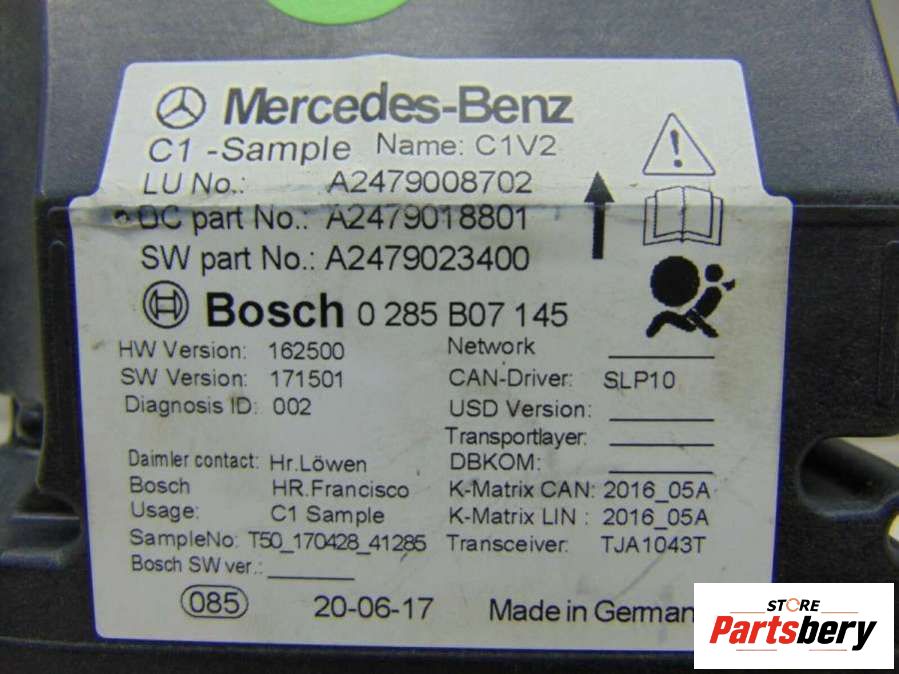 Mercedes-Benz
C1 -Sample Name: C1V2
LU No.: A2479008702
DC part No.: A2479018801
SW part No.: A2479023400
Bosch 0 285 B07 145
HW Version: 162500
SW Version: 171501
Diagnosis ID: 002
Network
CAN-Driver: SLP10
USD Version:
Transportlayer:
DBKOM:
K-Matrix CAN: 2016_05A
K-Matrix LIN : 2016_05A
Transceiver: TJA1043T
Daimler contact: Hr.Löwen
Bosch HR.Francisco
Usage: C1 Sample
SampleNo: T50_170428_41285
Bosch SW ver.:
085 20-06-17 Made in German
STORE
Partsbery